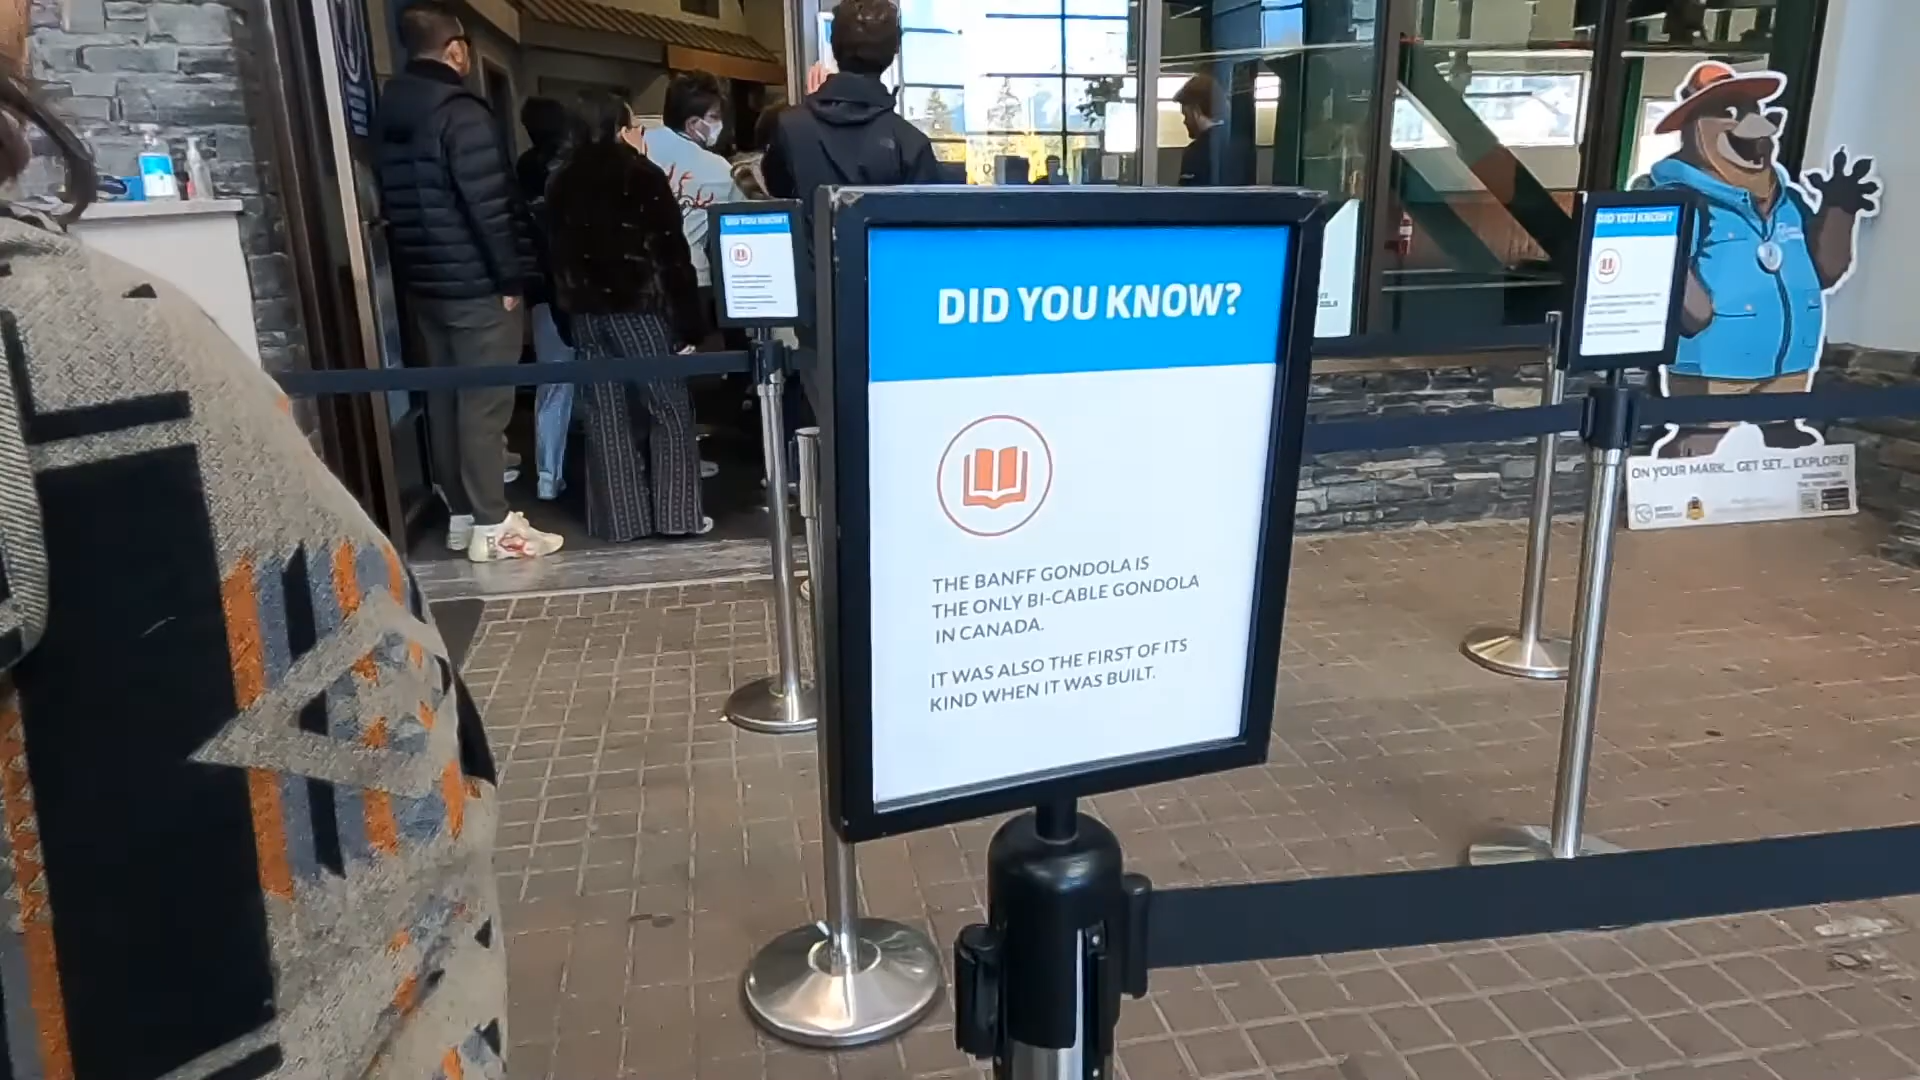 DID YOU KNOW?
THE BANFF GONDOLA IS
THE ONLY BI-CABLE GONDOLA
IN CANADA.
IT WAS ALSO THE FIRST OF ITS
KIND WHEN IT WAS BUILT.
DID YOU KNOW?
DID YOU KNOW?
ON YOUR MARK... GET SET... EXPLORE!